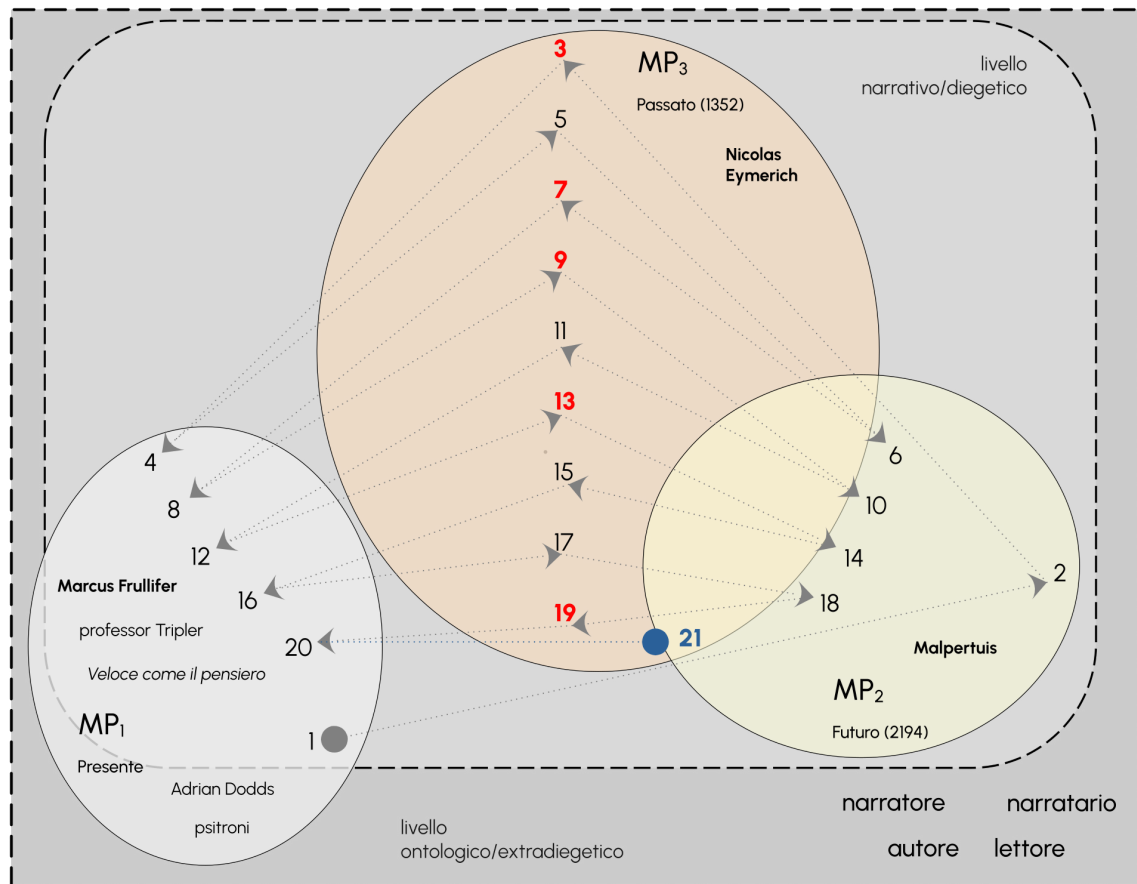 3
MP3
livello
narrativo/diegetico
Passato (1352)
5
Nicolas
Eymerich
7
9
11
13
4
6
15
8
10
17
12
14
2
Marcus Frullifer
16
18
19
professor Tripler
20
21
Malpertuis
Veloce come il pensiero
MP2
MP1
1
Futuro (2194)
Presente
Adrian Dodds
narratore
narratario
psitroni
livello
ontologico/extradiegetico
autore
lettore